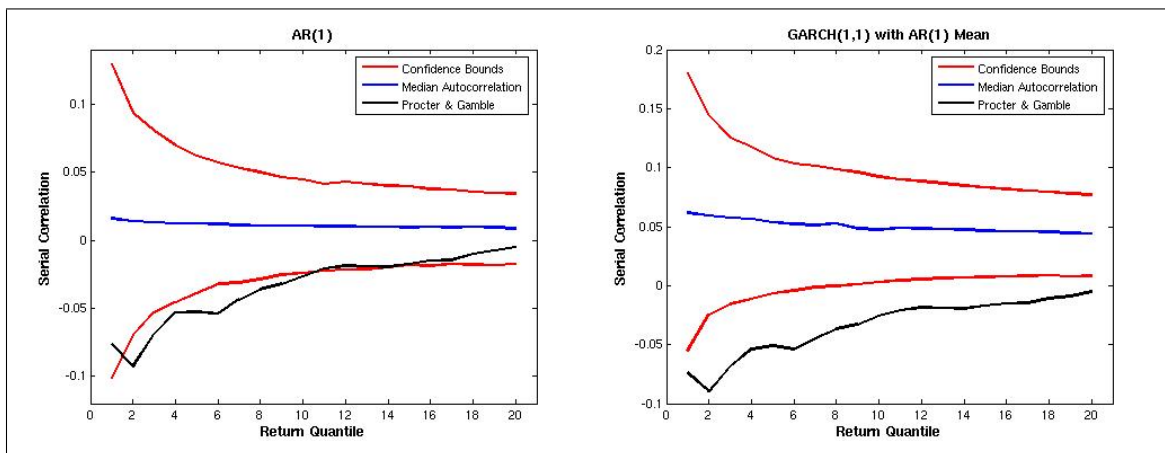 AR(1)
Confidence Bounds
Median Autocorrelation
Procter & Gamble
Serial Correlation
0.1
0.05
0
-0.05
-0.1
0 2 4 6 8 10 12 14 16 18 20
Return Quantile
GARCH(1,1) with AR(1) Mean
Confidence Bounds
Median Autocorrelation
Procter & Gamble
Serial Correlation
0.2
0.15
0.1
0.05
0
-0.05
-0.1
0 2 4 6 8 10 12 14 16 18 20
Return Quantile